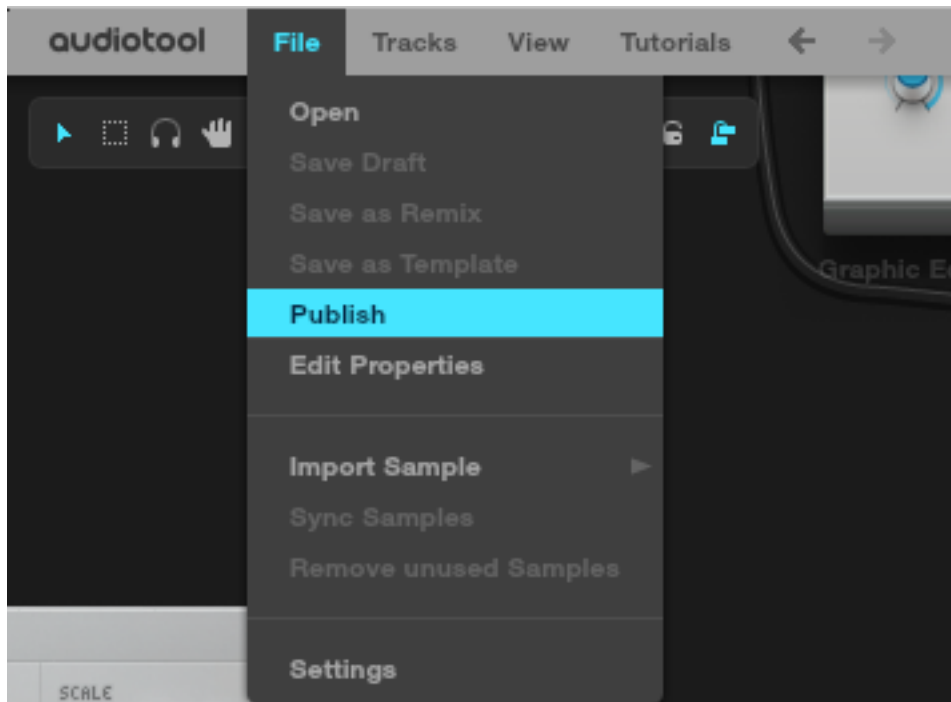 audiotool File Tracks View Tutorials
Open
Save Draft
Save as Remix
Save as Template
Publish
Edit Properties
Import Sample
Sync Samples
Remove unused Samples
Settings
Graphic
SCALE